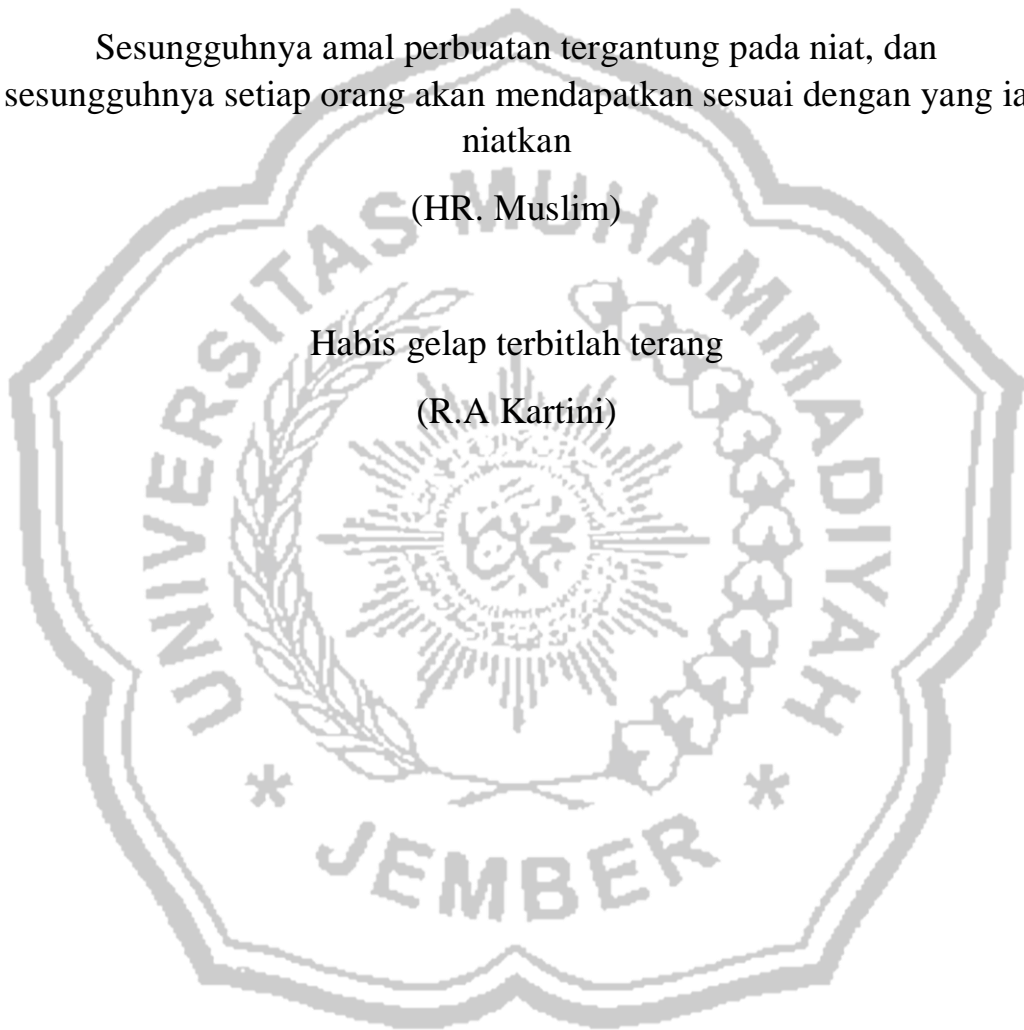 Sesungguhnya amal perbuatan tergantung pada niat, dan
sesungguhnya setiap orang akan mendapatkan sesuai dengan yang ia
niatkan
(HR. Muslim)
Habis gelap terbitlah terang
(R.A Kartini)
UNIVERSITAS MUHAMMADIYAH
* JEMBER *